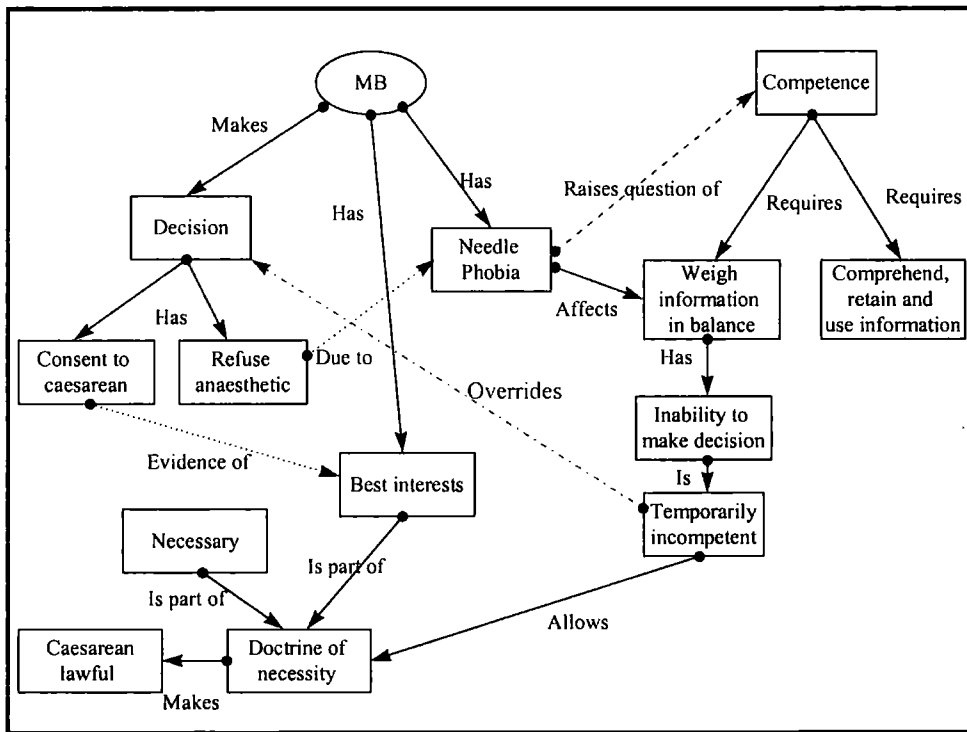 MB
Competence
Makes
Has
Raises question of
Has
Requires
Requires
Decision
Needle
Phobia
Weigh
information
in balance
Comprehend,
retain and
use information
Has
Affects
Consent to
caesarean
Refuse
anaesthetic
Due to
Has
Overrides
Inability to
make decision
Evidence of
Best interests
Is
Temporarily
incompetent
Necessary
Is part of
Is part of
Allows
Caesarean
lawful
Doctrine of
necessity
Makes